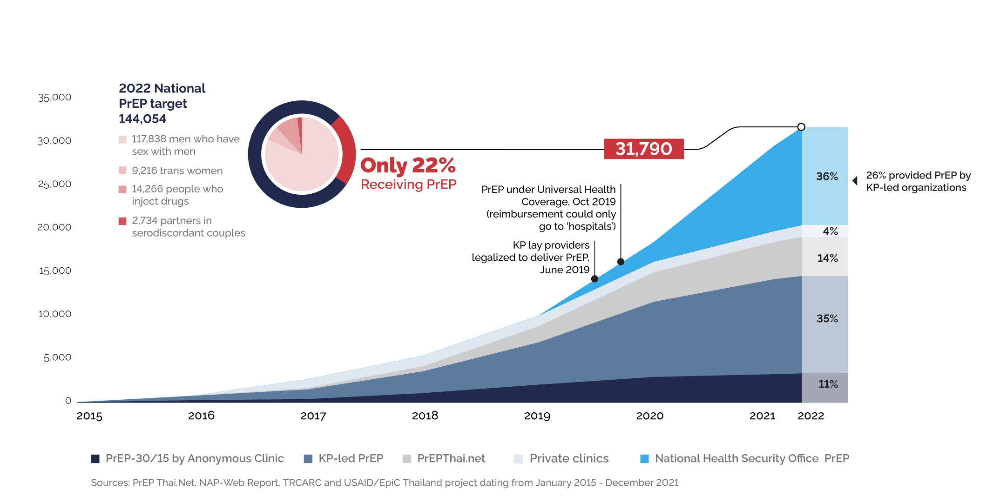 2022 National
PrEP target
144,054
117,838 men who have
sex with men
9,216 trans women
14,266 people who
inject drugs
2,734 partners in
serodiscordant couples
Only 22%
Receiving PrEP
31,790
PrEP under Universal Health
Coverage, Oct 2019
(reimbursement could only
go to ‘hospitals’)
KP lay providers
legalized to deliver PrEP,
June 2019
35,000
30,000
25,000
20,000
15,000
10,000
5,000
0
36%
4%
14%
35%
11%
26% provided PrEP by
KP-led organizations
2015 2016 2017 2018 2019 2020 2021 2022
PrEP-30/15 by Anonymous Clinic KP-led PrEP PrEPThai.net Private clinics National Health Security Office PrEP
Sources: PrEP Thai.Net, NAP-Web Report, TRCARC and USAID/EpiC Thailand project dating from January 2015 - December 2021